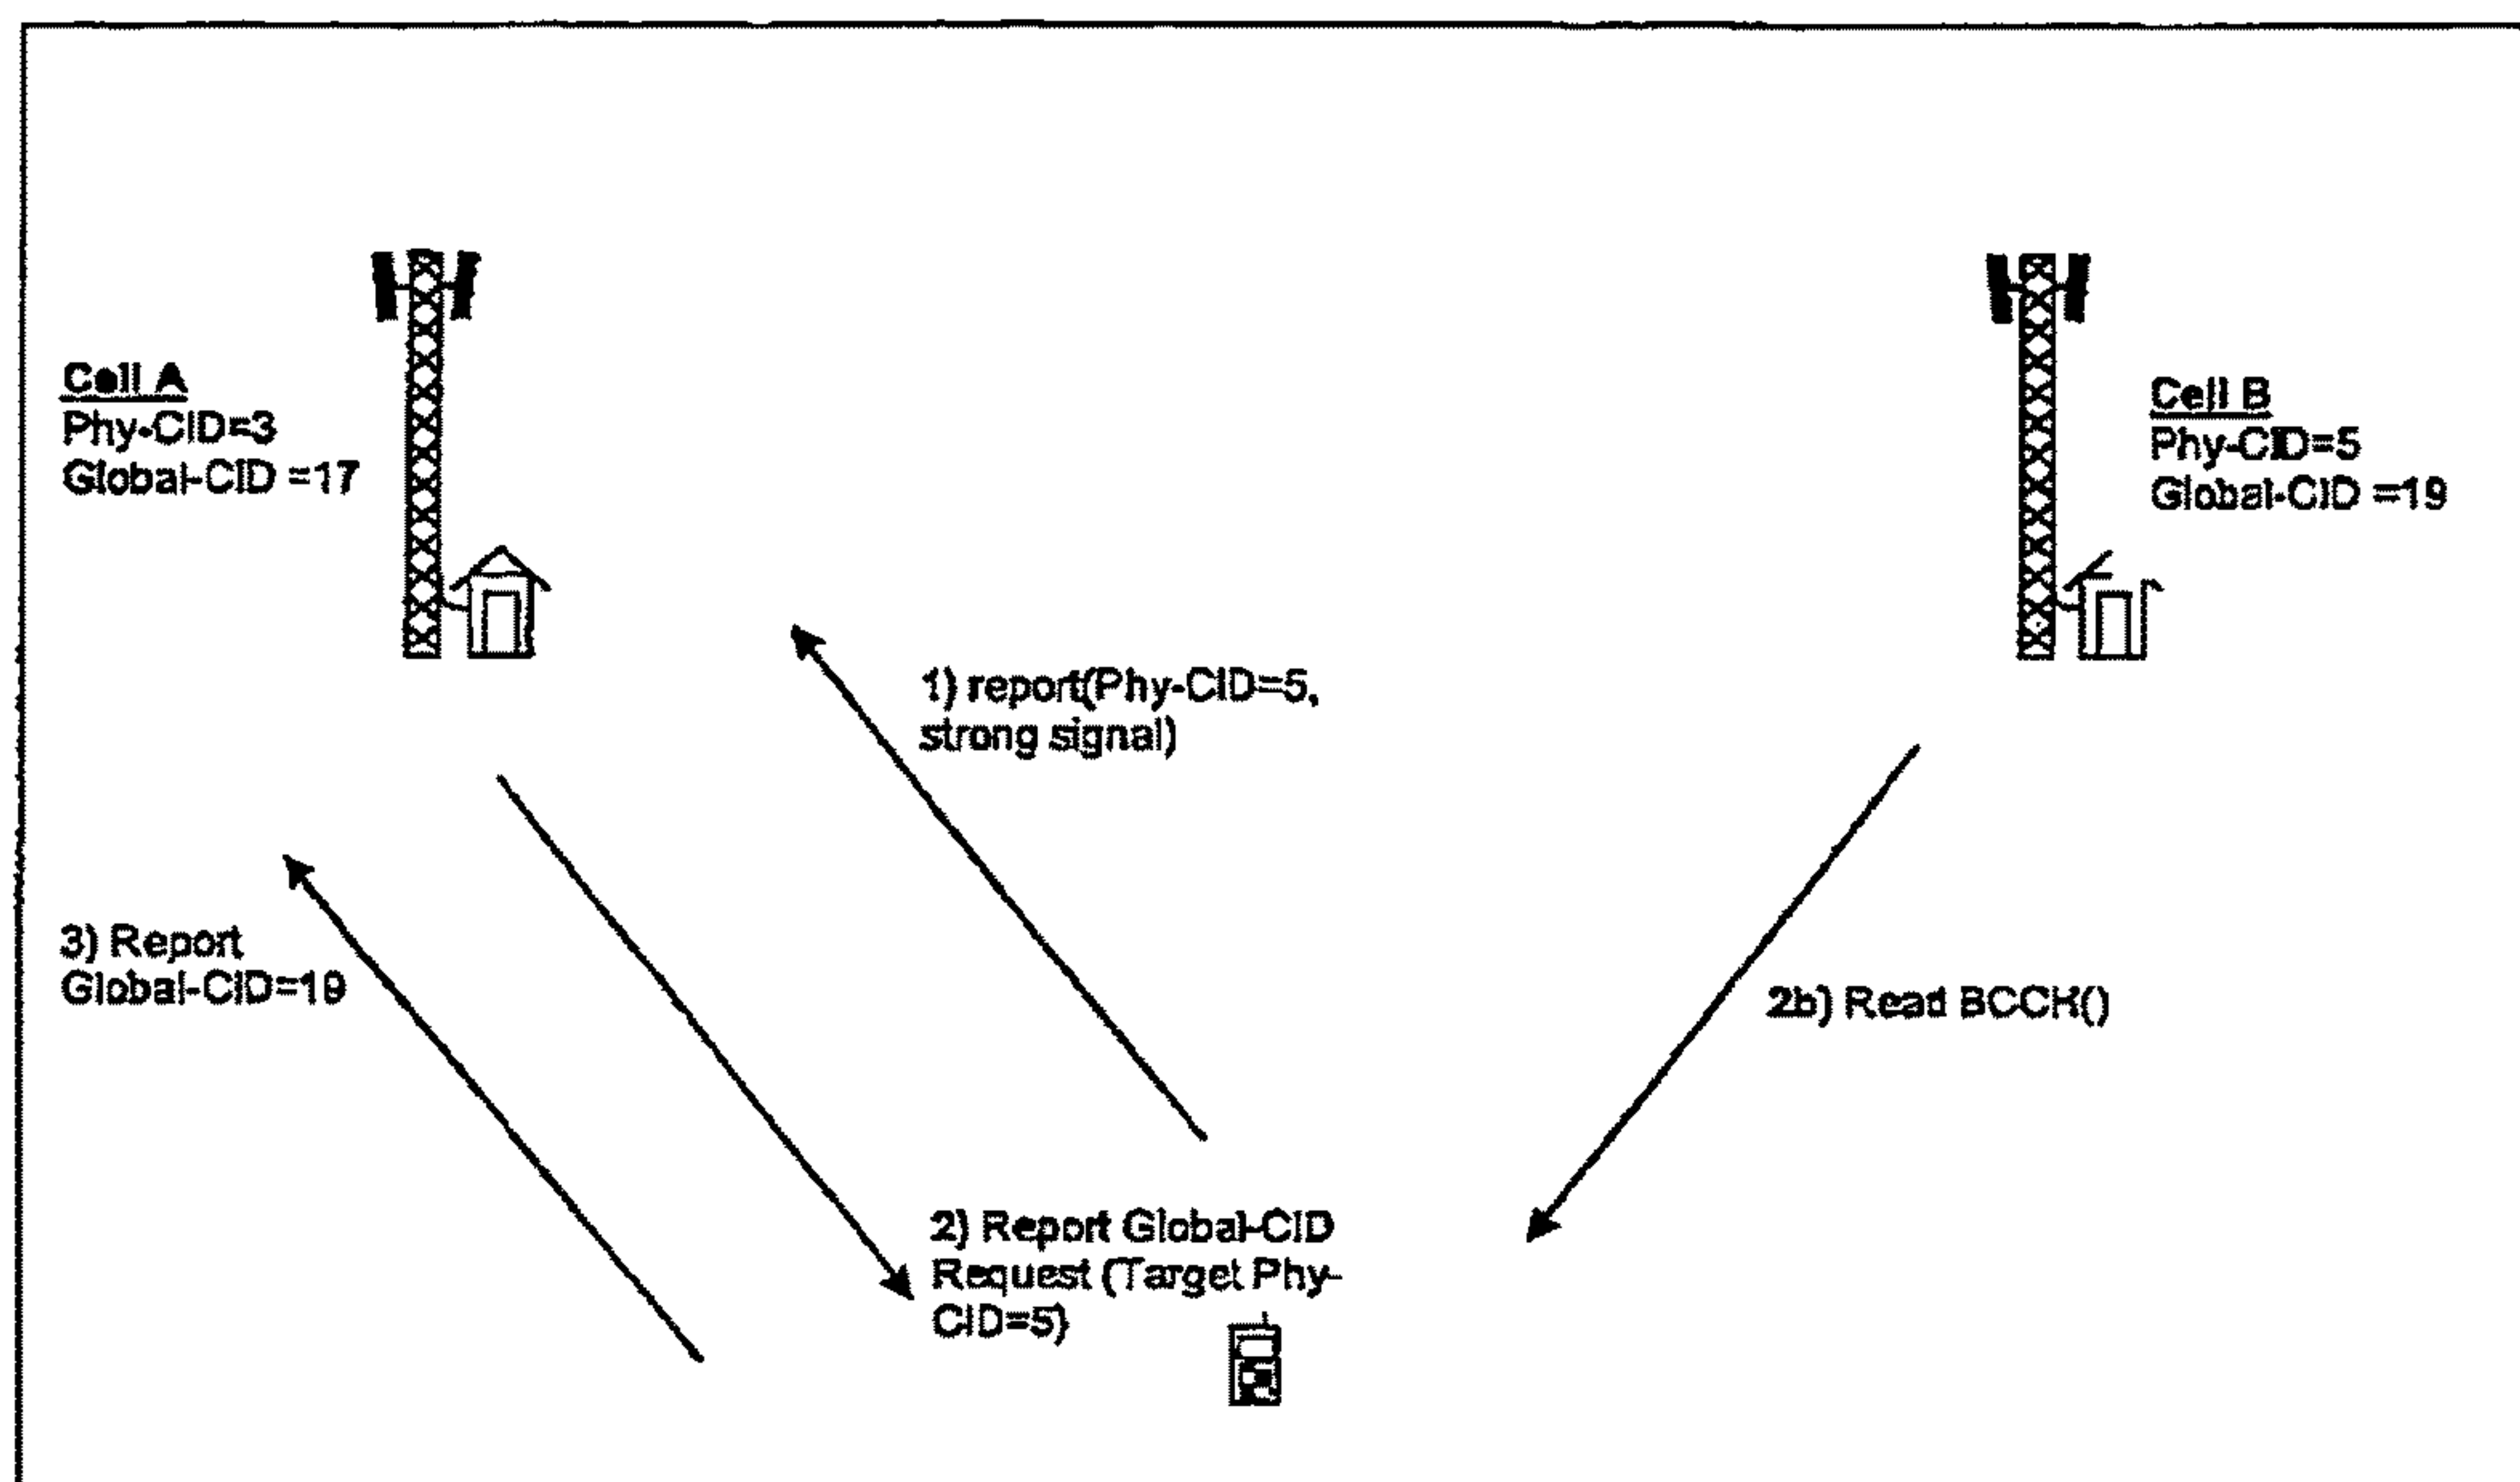 Cell A
Phy-CID=3
Global-CID =17
Cell B
Phy-CID=5
Global-CID =19
1) report(Phy-CID=5,
strong signal)
3) Report
Global-CID=19
2b) Read BCCH()
2) Report Global-CID
Request (Target Phy-
CID=5)